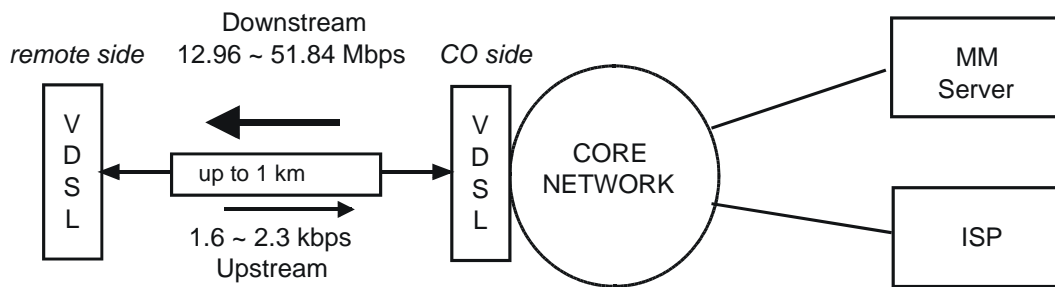 Downstream
12.96 ~ 51.84 Mbps
remote side
CO side
V
D
S
L
up to 1 km
1.6 ~ 2.3 kbps
Upstream
V
D
S
L
CORE
NETWORK
MM
Server
ISP